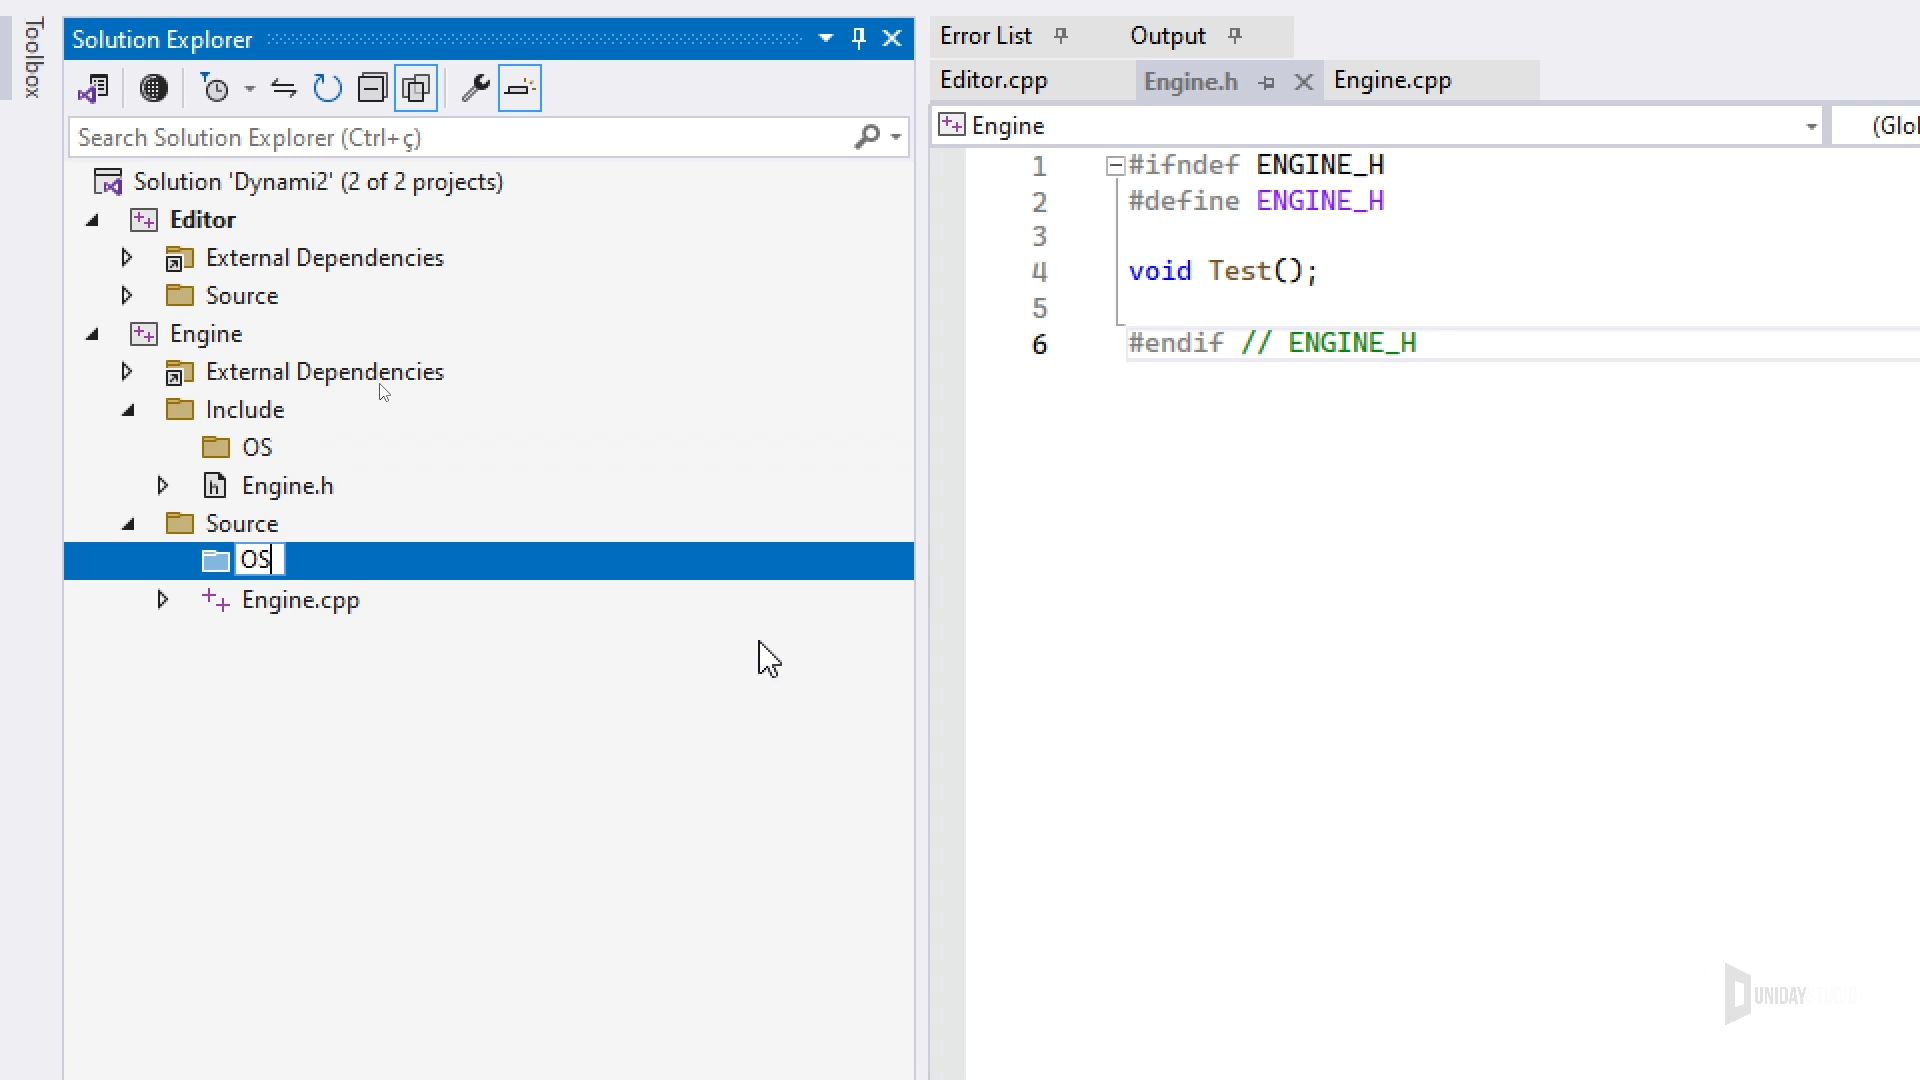 Toolbox
Solution Explorer
Search Solution Explorer (Ctrl+ç)
Solution 'Dynami2' (2 of 2 projects)
Editor
External Dependencies
Source
Engine
External Dependencies
Include
OS
Engine.h
Source
OS
Engine.cpp
Error List
Output
Editor.cpp
Engine.h
Engine.cpp
Engine
(Glo
1 #ifndef ENGINE_H
2 #define ENGINE_H
3
4 void Test();
5
6 #endif // ENGINE_H
UNIDAY